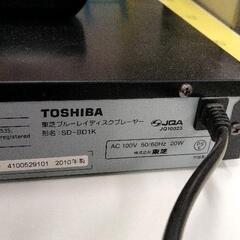 TOSHIBA
東芝ブルーレイディスクプレーヤー
形名：SD-BD1K
JQA
JQ10323
AC 100V 50/60Hz 20W
株式会社 東芝
535,
registered
4100529101 2010年製